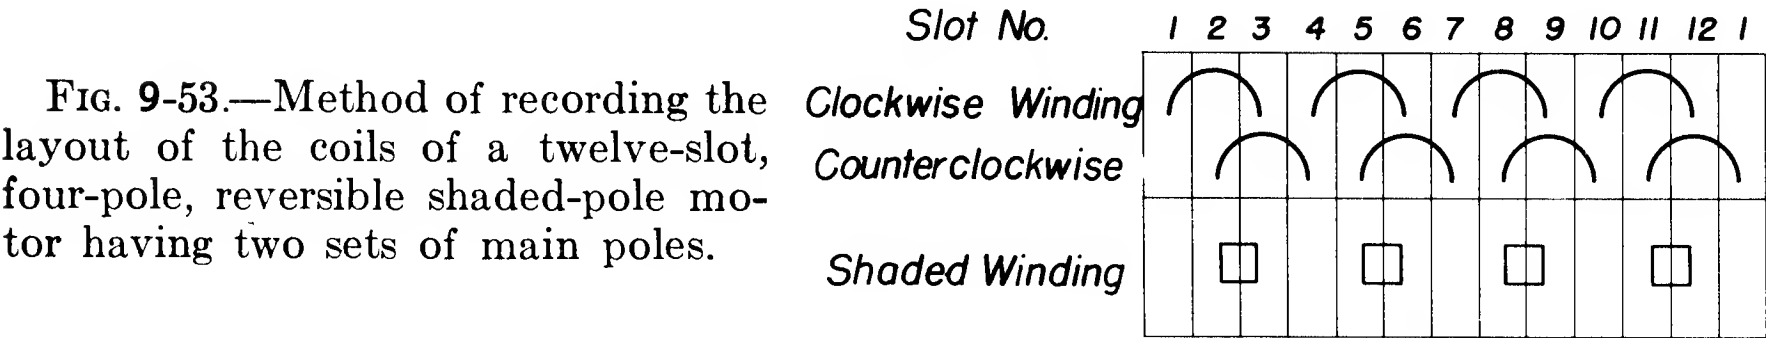 FIG. 9-53.—Method of recording the
layout of the coils of a twelve-slot,
four-pole, reversible shaded-pole mo-
tor having two sets of main poles.
Slot No. 1 2 3 4 5 6 7 8 9 10 11 12 1
Clockwise Winding
Counterclockwise
Shaded Winding